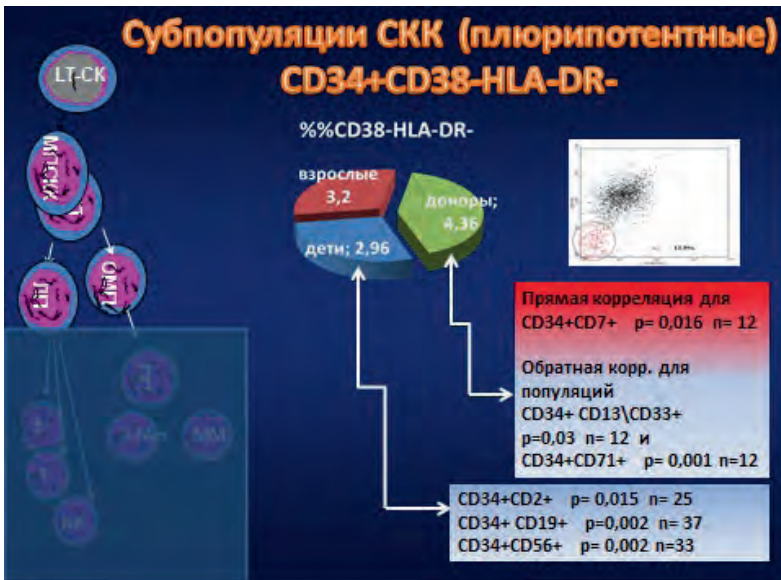 Субпопуляции СКК (плюрипотентные)
CD34+CD38-HLA-DR-
LT-СК
МПСКК
%%CD38-HLA-DR-
взрослые
3,2
доноры;
4,36
дети; 2,96
ЛП
ОМП
Прямая корреляция для
CD34+CD7+ p= 0,016 n= 12
Обратная корр. для
популяций
CD34+ CD13\CD33+
p=0,03 n= 12 и
CD34+CD71+ p= 0,001 n=12
CD34+CD2+ p= 0,015 n= 25
CD34+ CD19+ p=0,002 n= 37
CD34+CD56+ p= 0,002 n=33